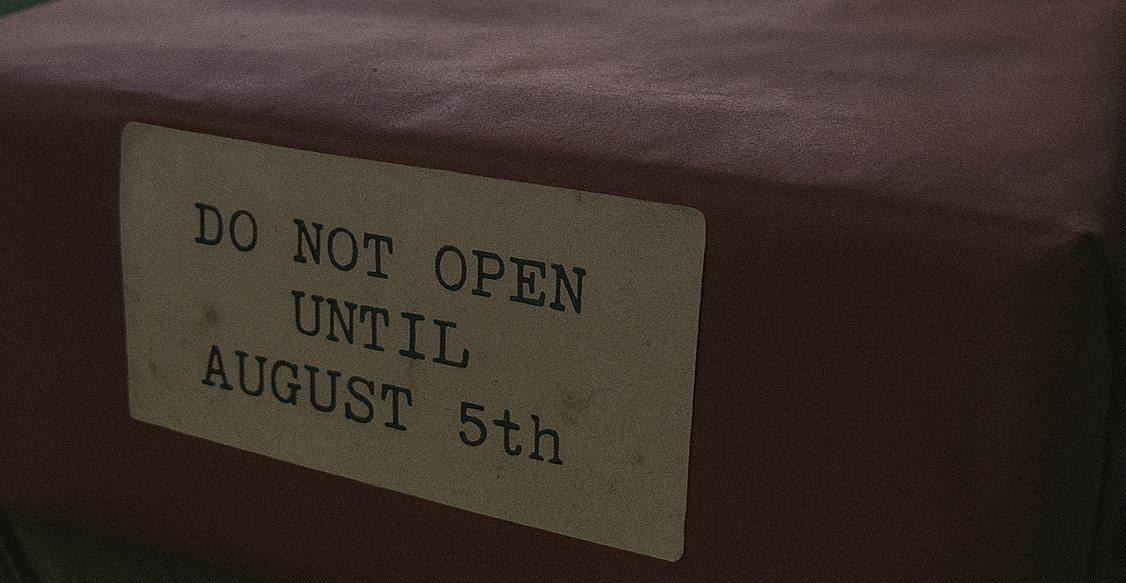 DO NOT OPEN
UNTIL
AUGUST 5th